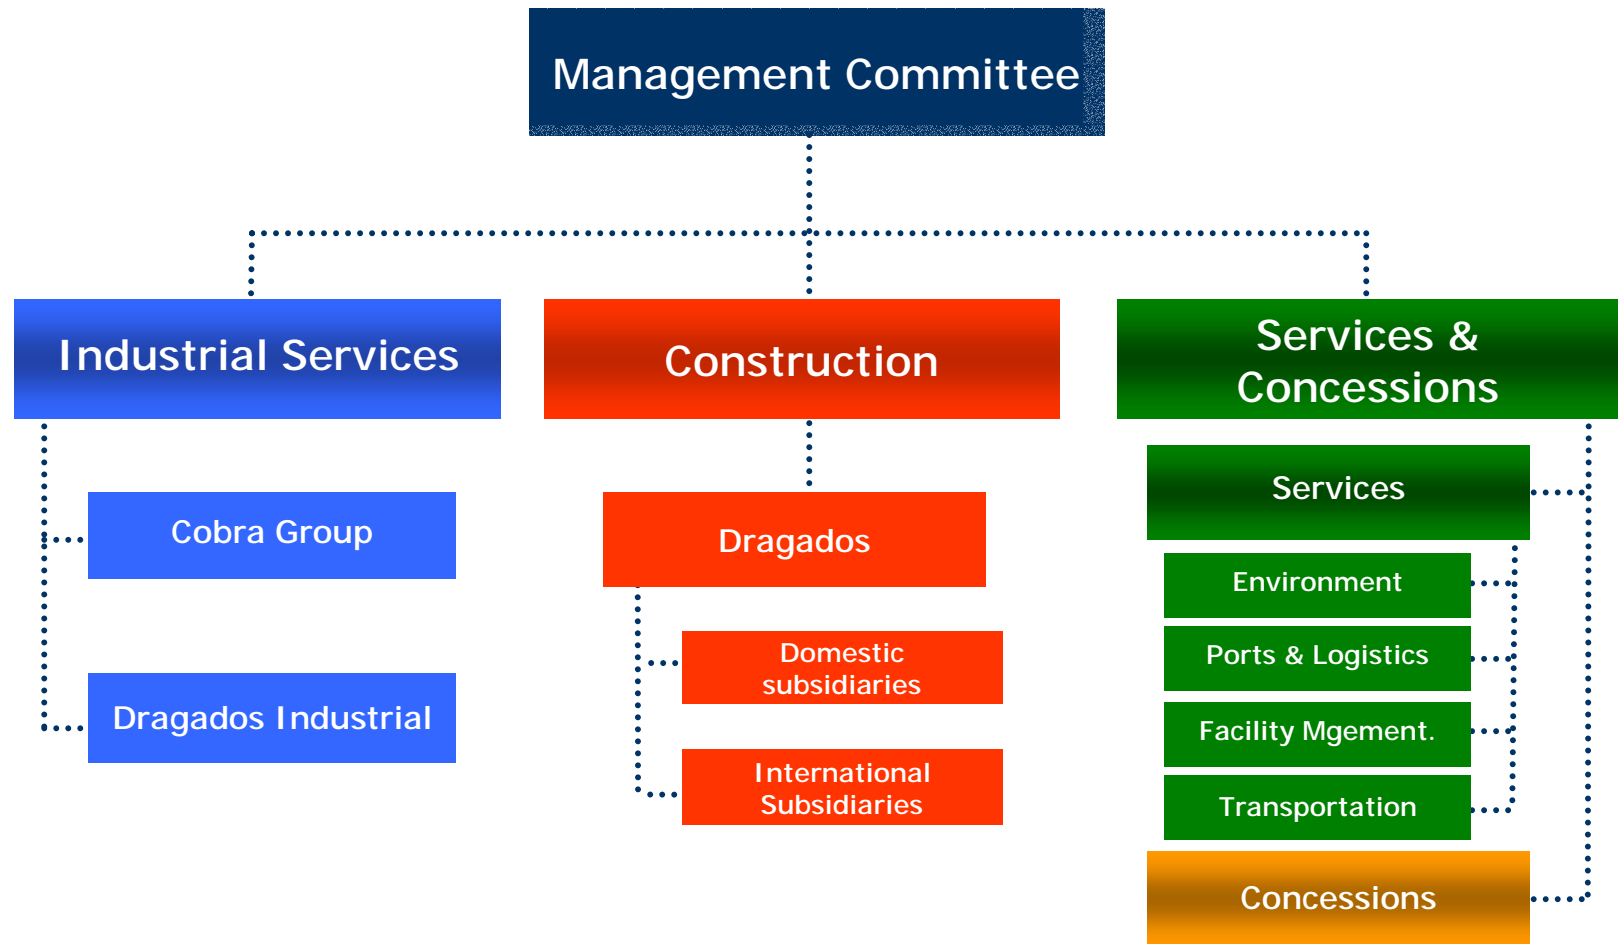 Management Committee
Industrial Services
Cobra Group
Dragados Industrial
Construction
Dragados
Domestic
subsidiaries
International
Subsidiaries
Services &
Concessions
Services
Environment
Ports & Logistics
Facility Mgement.
Transportation
Concessions